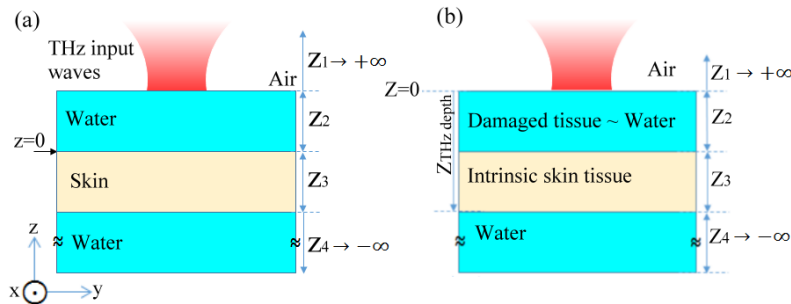 (a)
THz input
waves
Air
Z1 → +∞
Water
Z2
z=0
Skin
Z3
Water
Z4 → −∞
≈
≈
z
x
y
(b)
Air
Z1 → +∞
Z=0
Damaged tissue ~ Water
Z2
ZTHz depth
Intrinsic skin tissue
Z3
Water
Z4 → −∞
≈
≈